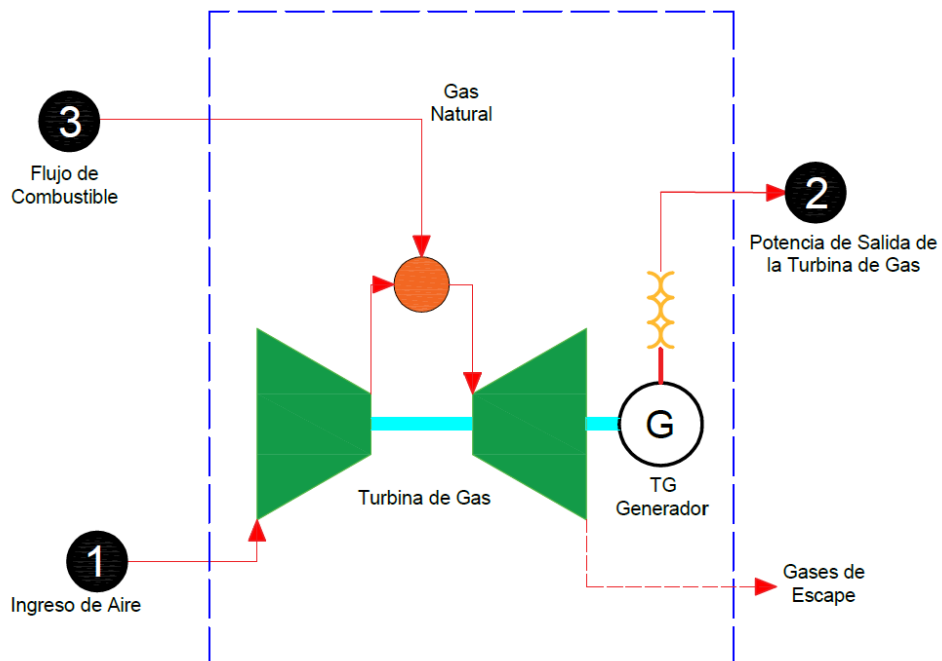 Gas
Natural
3
Flujo de
Combustible
2
Potencia de Salida de
la Turbina de Gas
G
TG
Generador
Turbina de Gas
1
Ingreso de Aire
Gases de
Escape